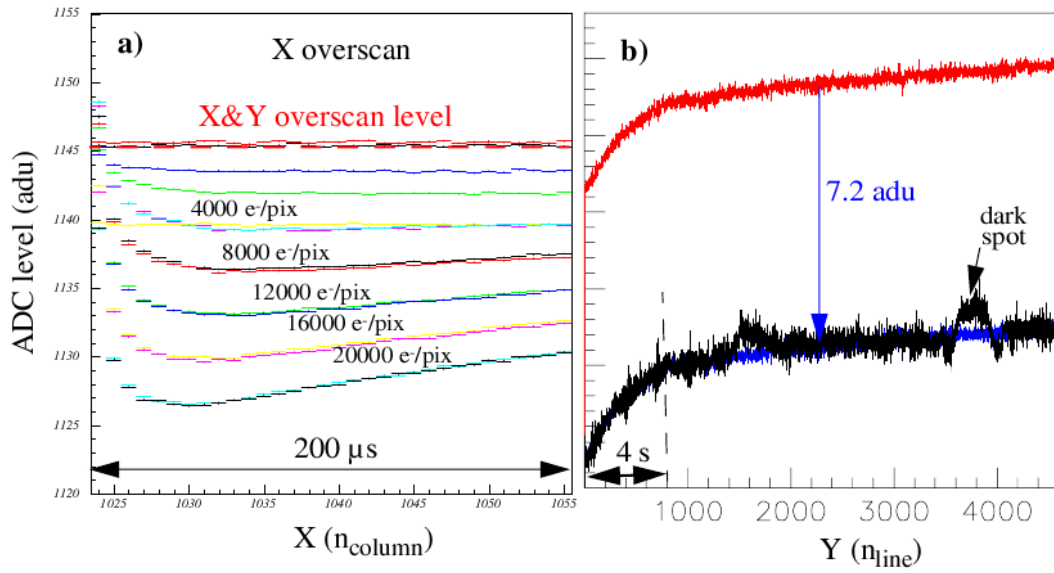 a)
X overscan
X&Y overscan level
4000 e-/pix
8000 e-/pix
12000 e-/pix
16000 e-/pix
20000 e-/pix
200 µs
ADC level (adu)
1155
1150
1145
1140
1135
1130
1125
1120
1025
1030
1035
1040
1045
1050
1055
X (ncolumn)
b)
7.2 adu
dark
spot
4 s
1000
2000
3000
4000
Y (nline)